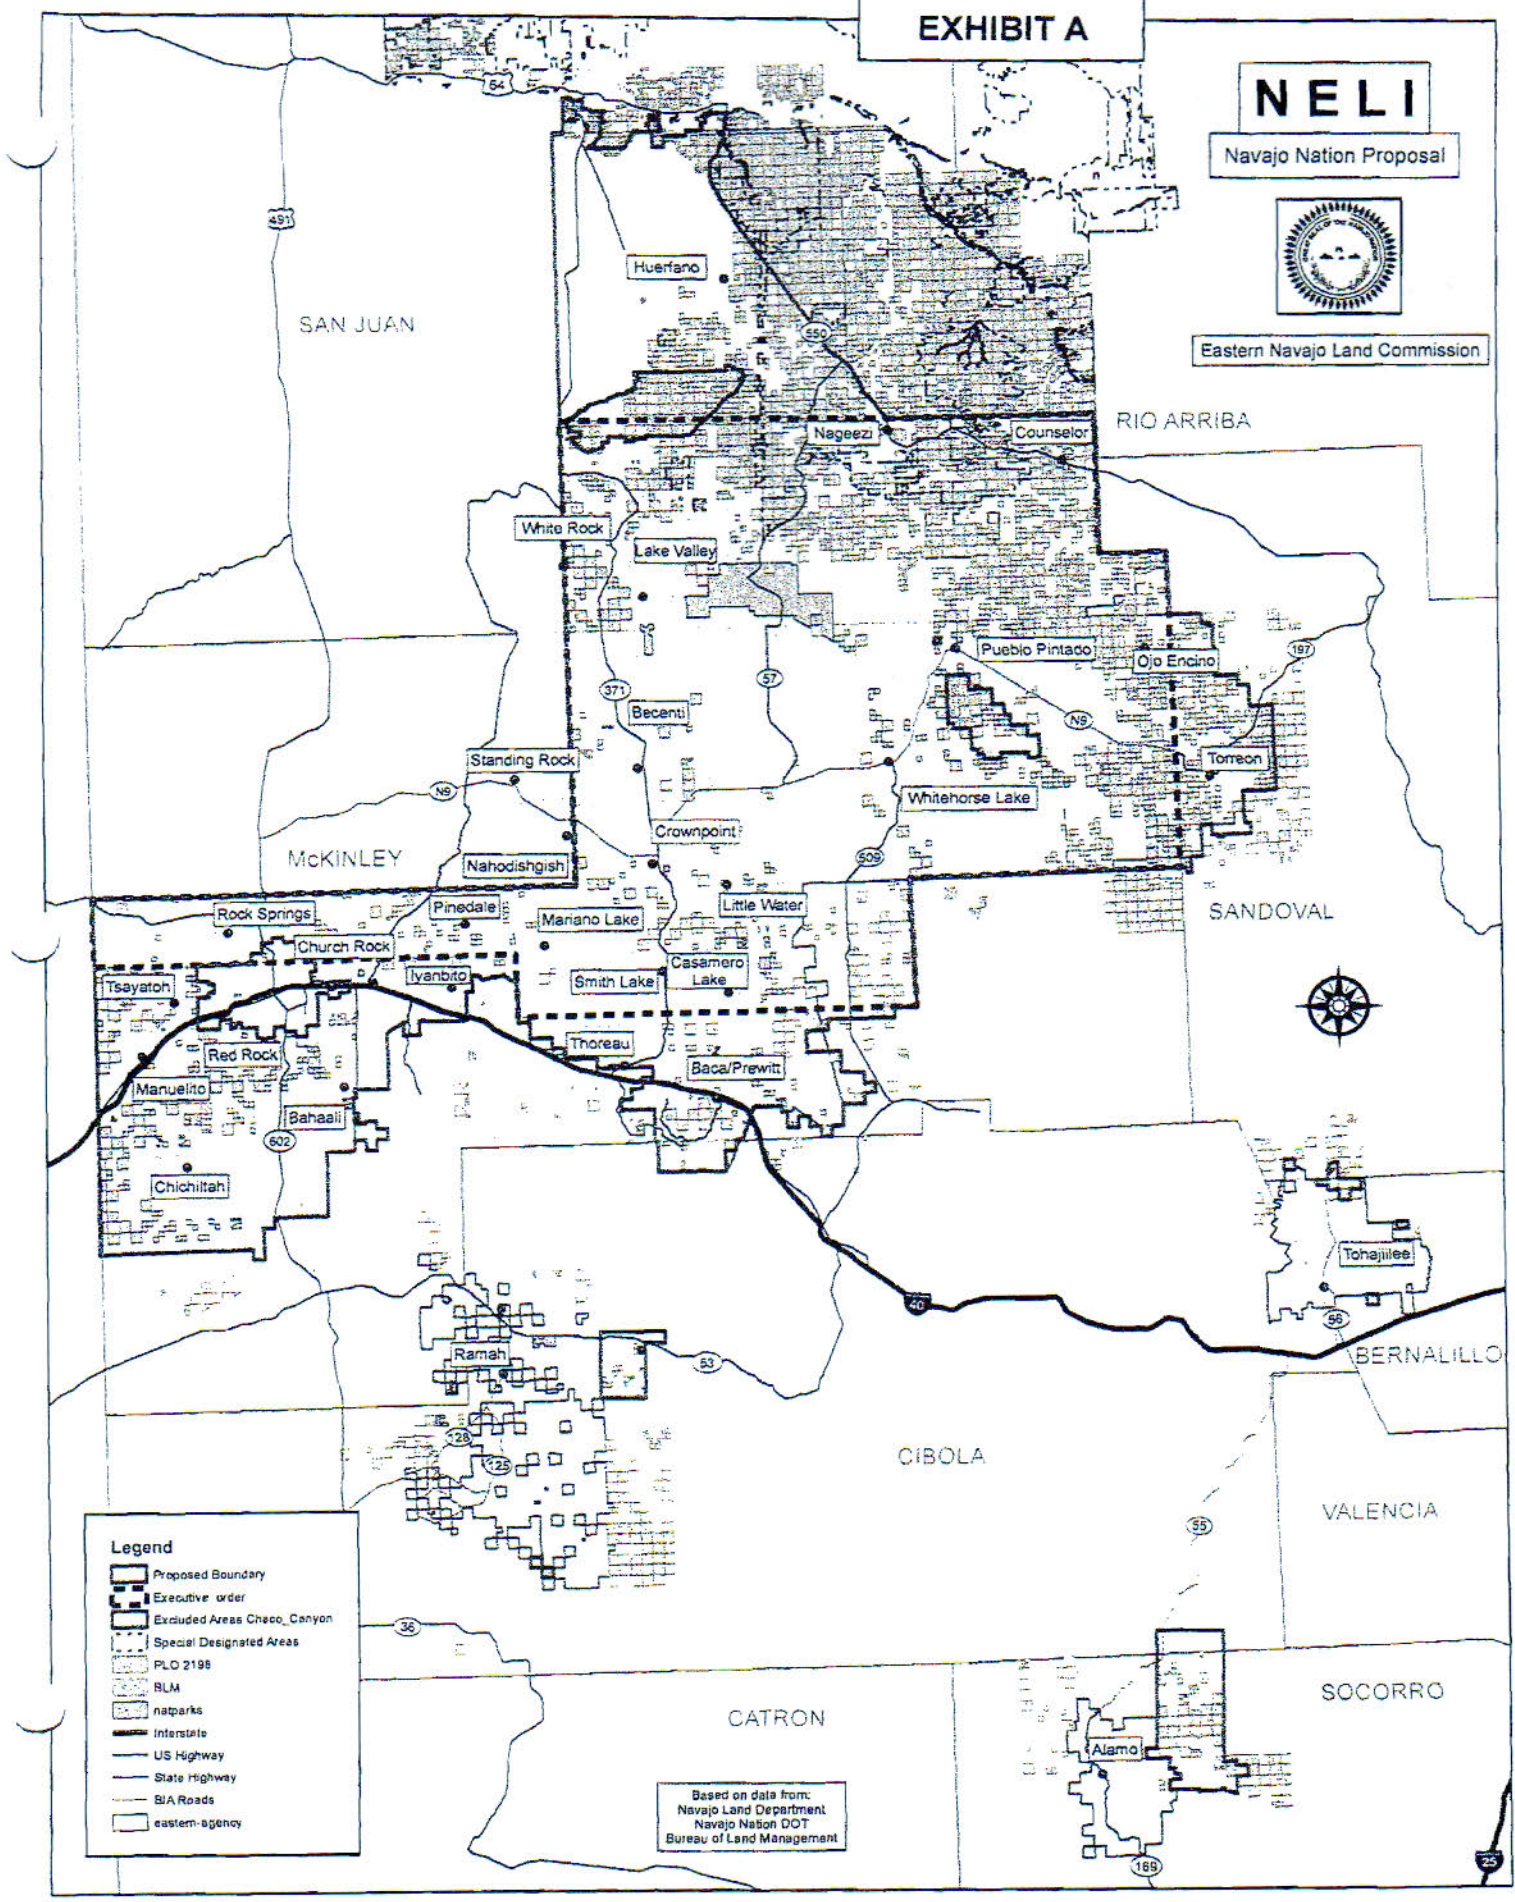 EXHIBIT A
NELI
Navajo Nation Proposal
Eastern Navajo Land Commission
64
491
Huerfano
SAN JUAN
550
RIO ARRIBA
Nageezi
Counselor
White Rock
Lake Valley
Pueblo Pintado
Ojo Encino
197
371
57
Becenti
N9
Standing Rock
Torreon
N9
Whitehorse Lake
Crownpoint
McKINLEY
Nahodishgish
509
Rock Springs
Pinedale
Mariano Lake
Little Water
SANDOVAL
Church Rock
Tsayatoh
Ivanbito
Smith Lake
Casamero
Lake
Thoreau
Red Rock
Baca/Prewitt
Manuelito
Bahaali
602
Chichiltah
Tohajiilee
40
56
Ramah
53
BERNALILLO
128
125
CIBOLA
VALENCIA
55
Legend
Proposed Boundary
Executive order
Excluded Areas Chaco_Canyon
Special Designated Areas
PLO 2198
BLM
natparks
Interstate
US Highway
State Highway
BIA Roads
eastern-agency
36
SOCORRO
CATRON
Alamo
Based on data from:
Navajo Land Department
Navajo Nation DOT
Bureau of Land Management
169
25